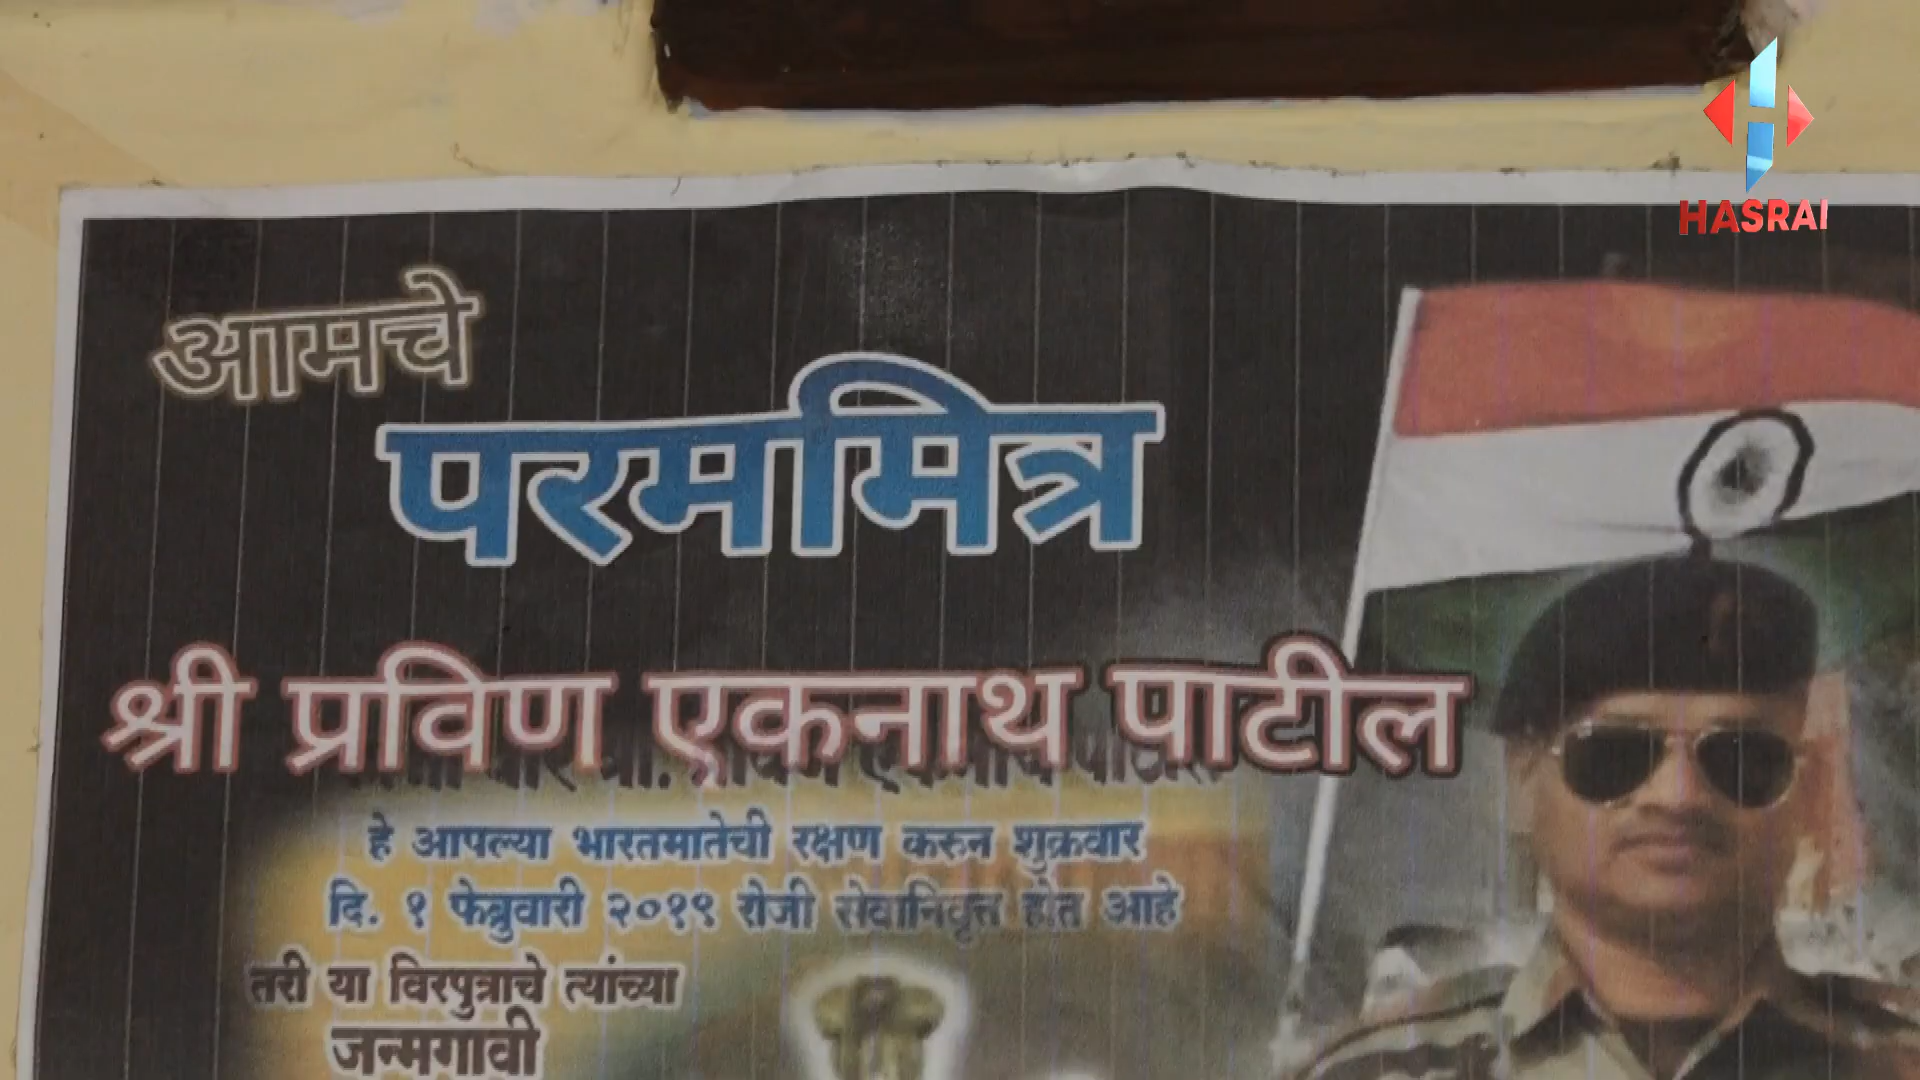 HASRAI
आमचे
परममित्र
श्री प्रविण एकनाथ पाटील
हे आपल्या भारतमातेची रक्षण करुन शुक्रवार
दि. १ फेब्रुवारी २०१९ रोजी सेवानिवृत्त होत आहे
तरी या विरपुत्राचे त्यांच्या
जन्मगावी